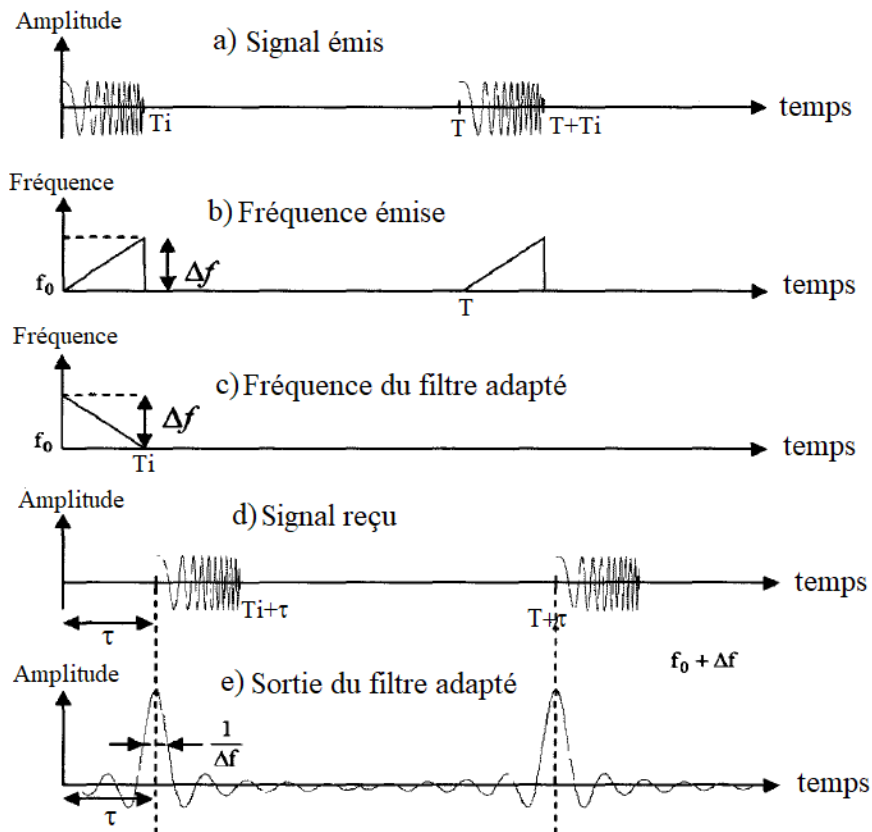 Amplitude
a) Signal émis
temps
Ti
T
T+Ti
Fréquence
b) Fréquence émise
Δf
f₀
temps
T
Fréquence
c) Fréquence du filtre adapté
Δf
f₀
temps
Ti
Amplitude
d) Signal reçu
temps
Ti+τ
T+τ
τ
f₀ + Δf
Amplitude
e) Sortie du filtre adapté
1
Δf
temps
τ